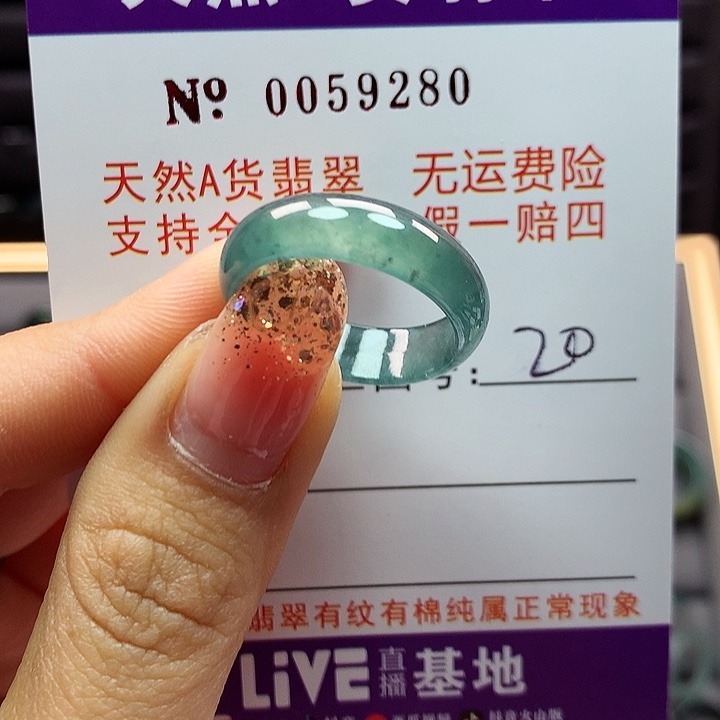 No. 0059280
天然A货翡翠 无运费险
支持 假一赔四
: 20
翡翠有纹有棉纯属正常现象
LiVE直播基地